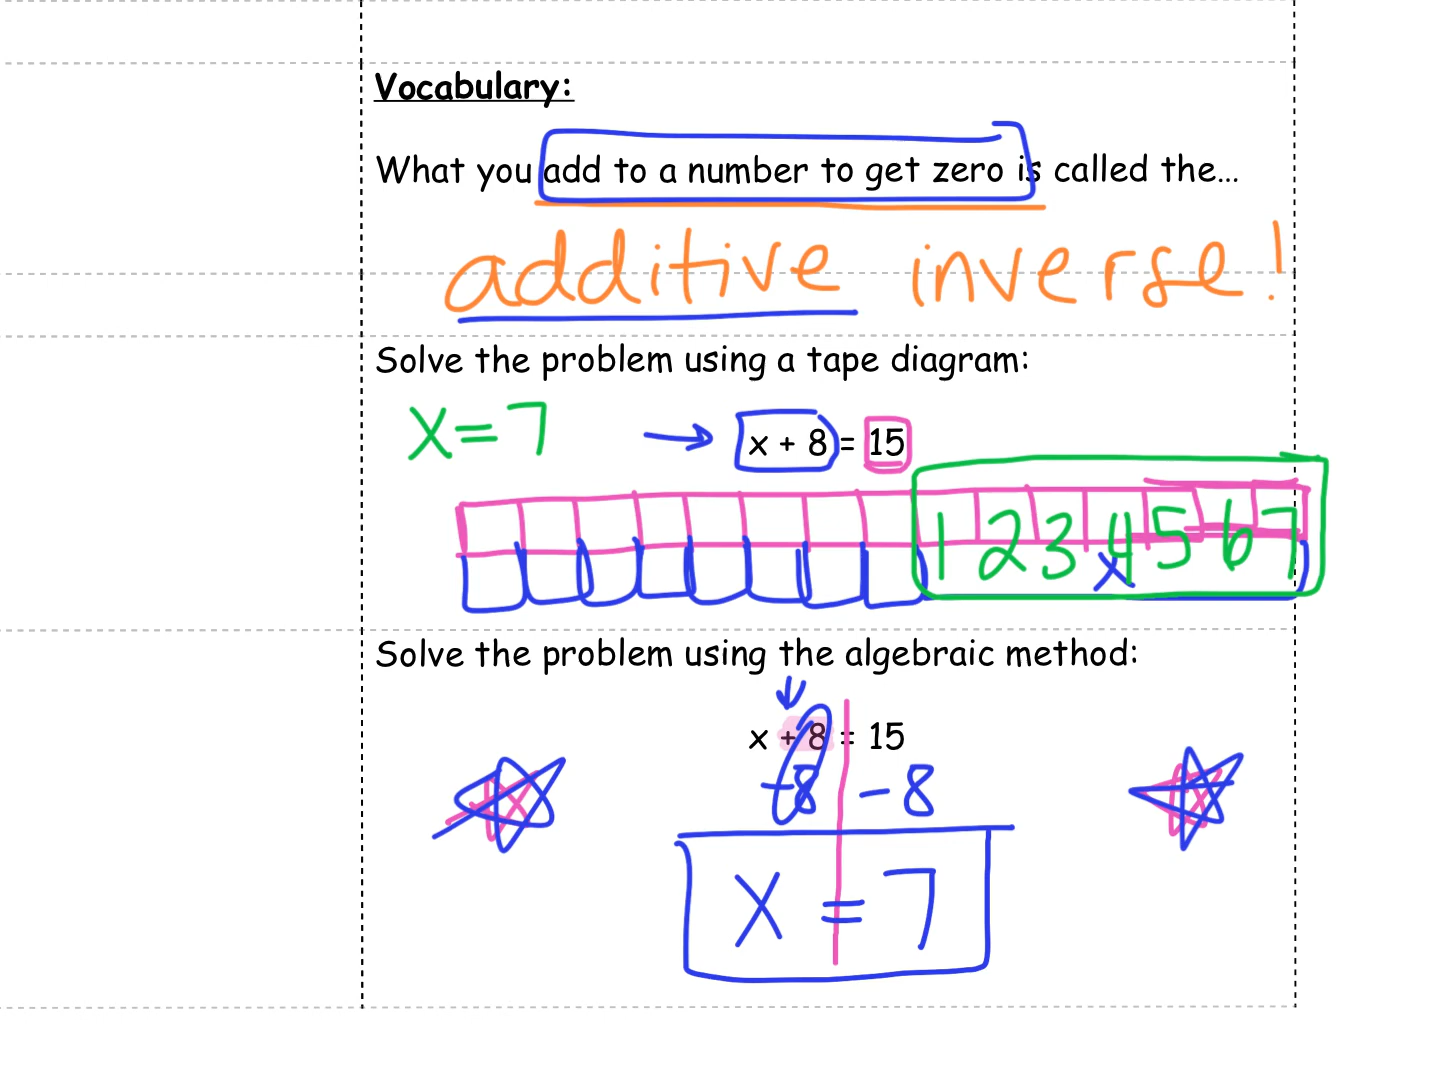 Vocabulary:
What you add to a number to get zero is called the...
additive inverse!
Solve the problem using a tape diagram:
x = 7 → x + 8 = 15
1 2 3 4 5 6 7
x
Solve the problem using the algebraic method:
x + 8 = 15
-8 - 8
x = 7